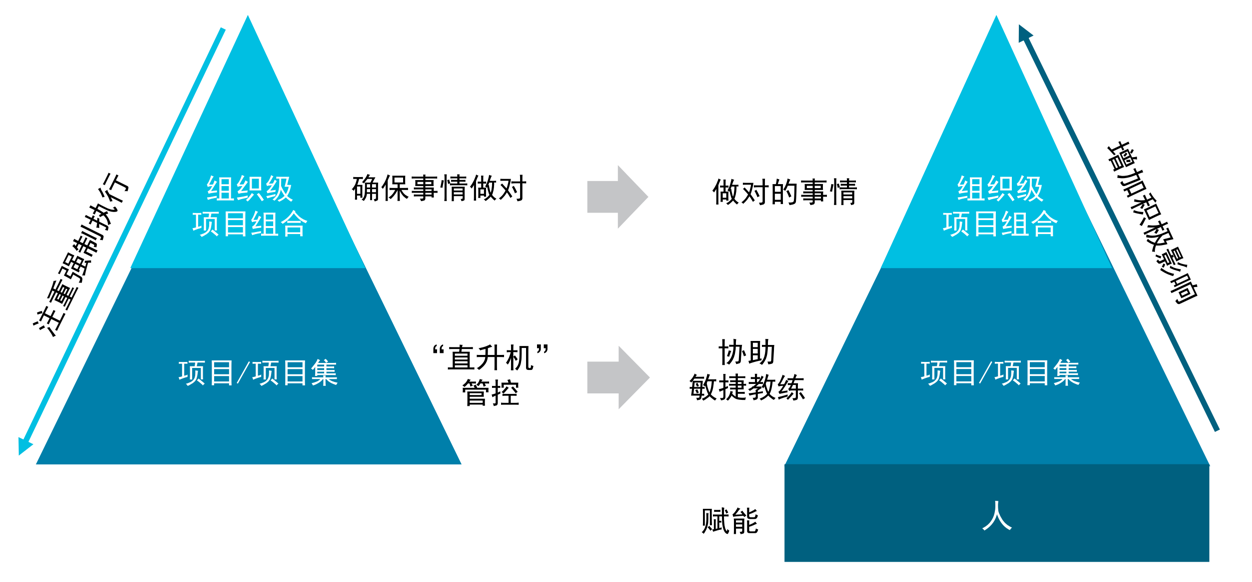 注重强制执行
组织级
项目组合
确保事情做对
项目/项目集
“直升机”
管控
做对的事情
组织级
项目组合
增加积极影响
协助
敏捷教练
项目/项目集
赋能
人